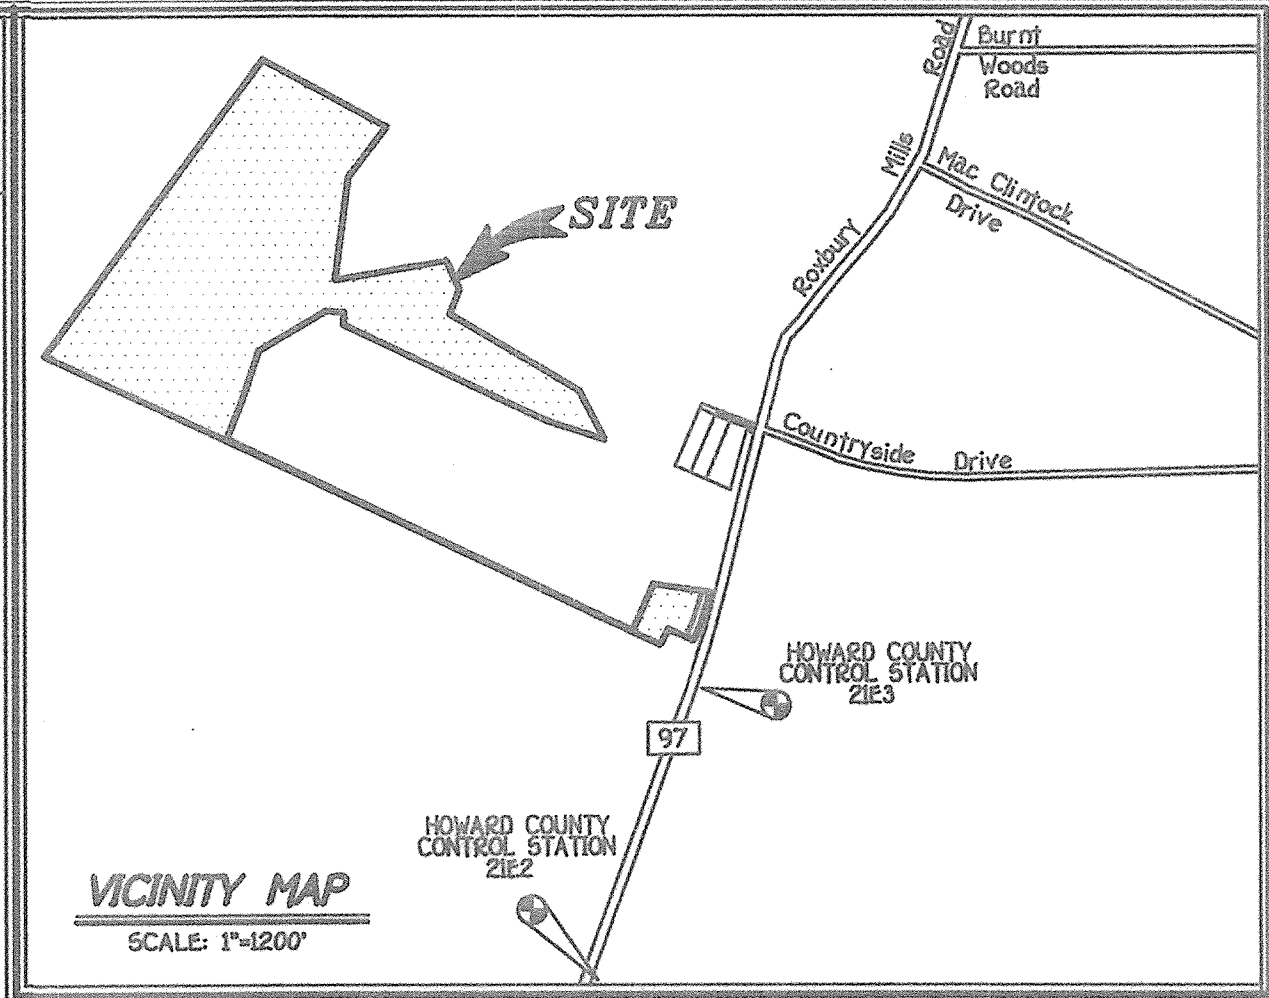 Burnt
Woods
Road
Roxbury Mills Road
Mac Clintock
Drive
SITE
Countryside Drive
HOWARD COUNTY
CONTROL STATION
21E3
97
HOWARD COUNTY
CONTROL STATION
21E2
VICINITY MAP
SCALE: 1"=1200'